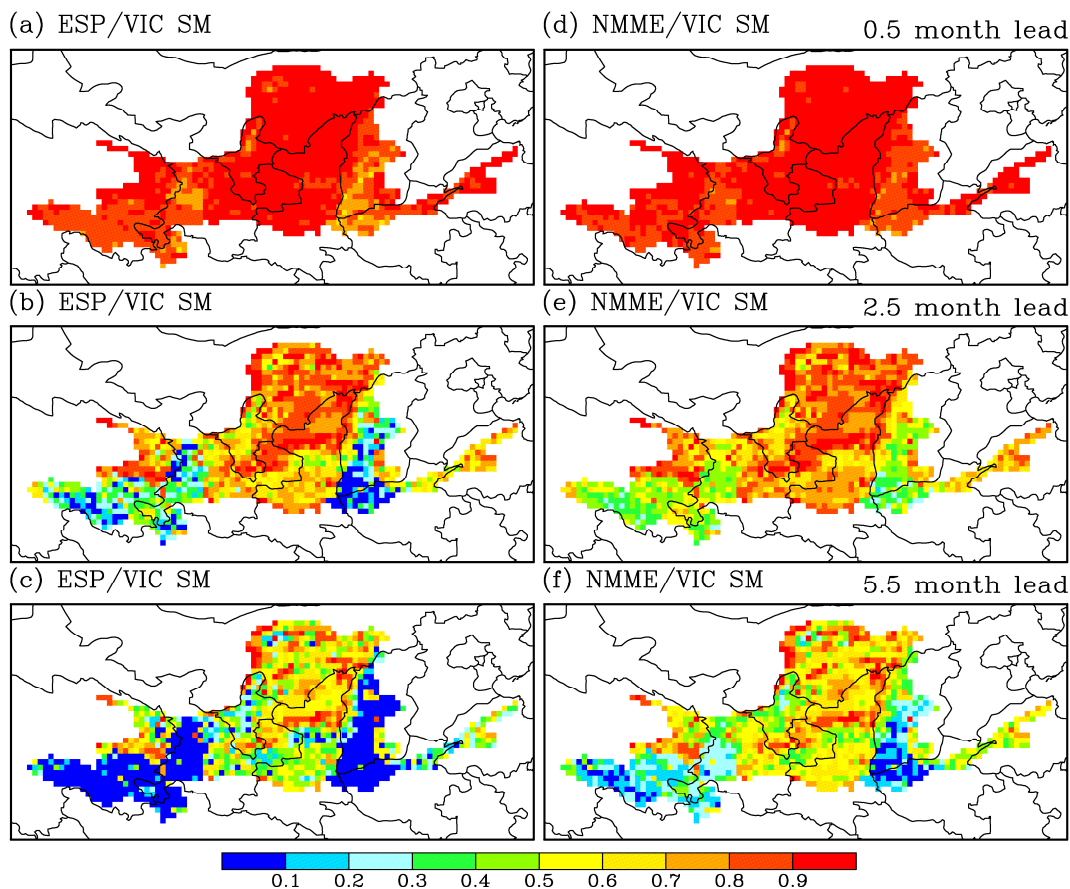 (a) ESP/VIC SM
(d) NMME/VIC SM
0.5 month lead
(b) ESP/VIC SM
(e) NMME/VIC SM
2.5 month lead
(c) ESP/VIC SM
(f) NMME/VIC SM
5.5 month lead
0.1 0.2 0.3 0.4 0.5 0.6 0.7 0.8 0.9